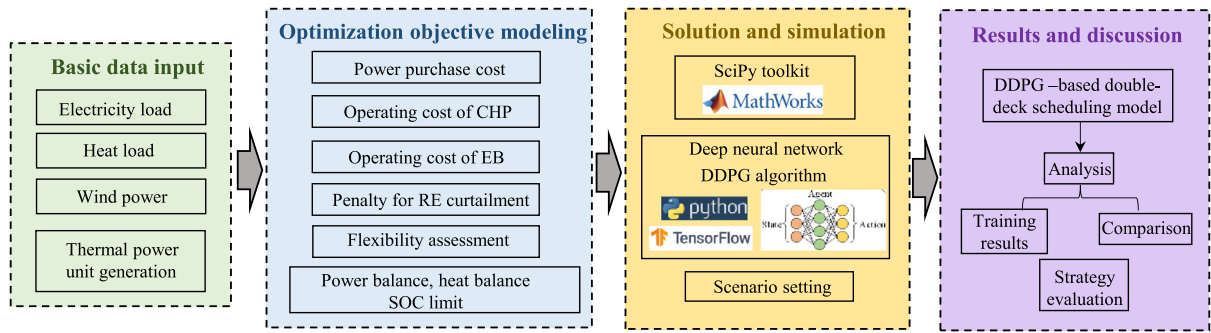 Basic data input
Electricity load
Heat load
Wind power
Thermal power
unit generation
Optimization objective modeling
Power purchase cost
Operating cost of CHP
Operating cost of EB
Penalty for RE curtailment
Flexibility assessment
Power balance, heat balance
SOC limit
Solution and simulation
SciPy toolkit
MathWorks
Deep neural network
DDPG algorithm
python
TensorFlow
Agent
State
Action
Scenario setting
Results and discussion
DDPG –based double-
deck scheduling model
Analysis
Training
results
Comparison
Strategy
evaluation